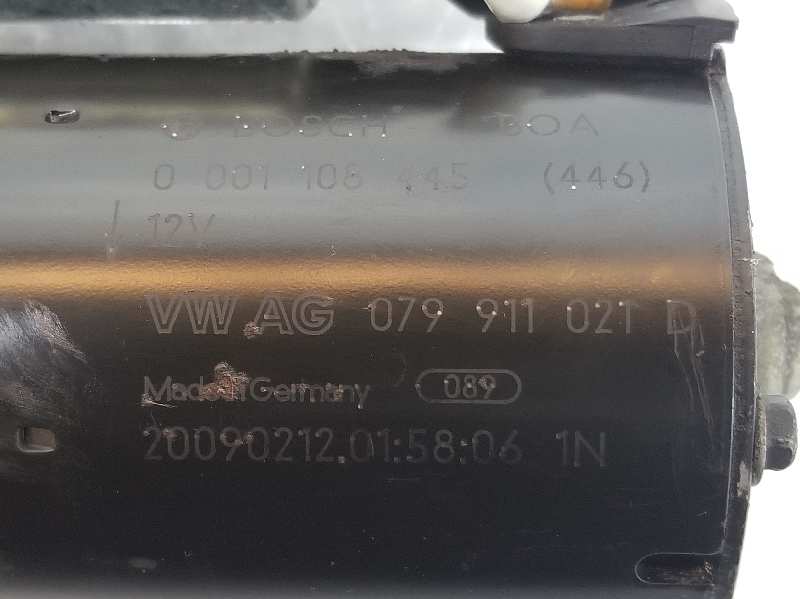 BOSCH BOA
0 001 108 445 (446)
12V
VW AG 079 911 021 D
Made in Germany 089
20090212.01:58:06 1N